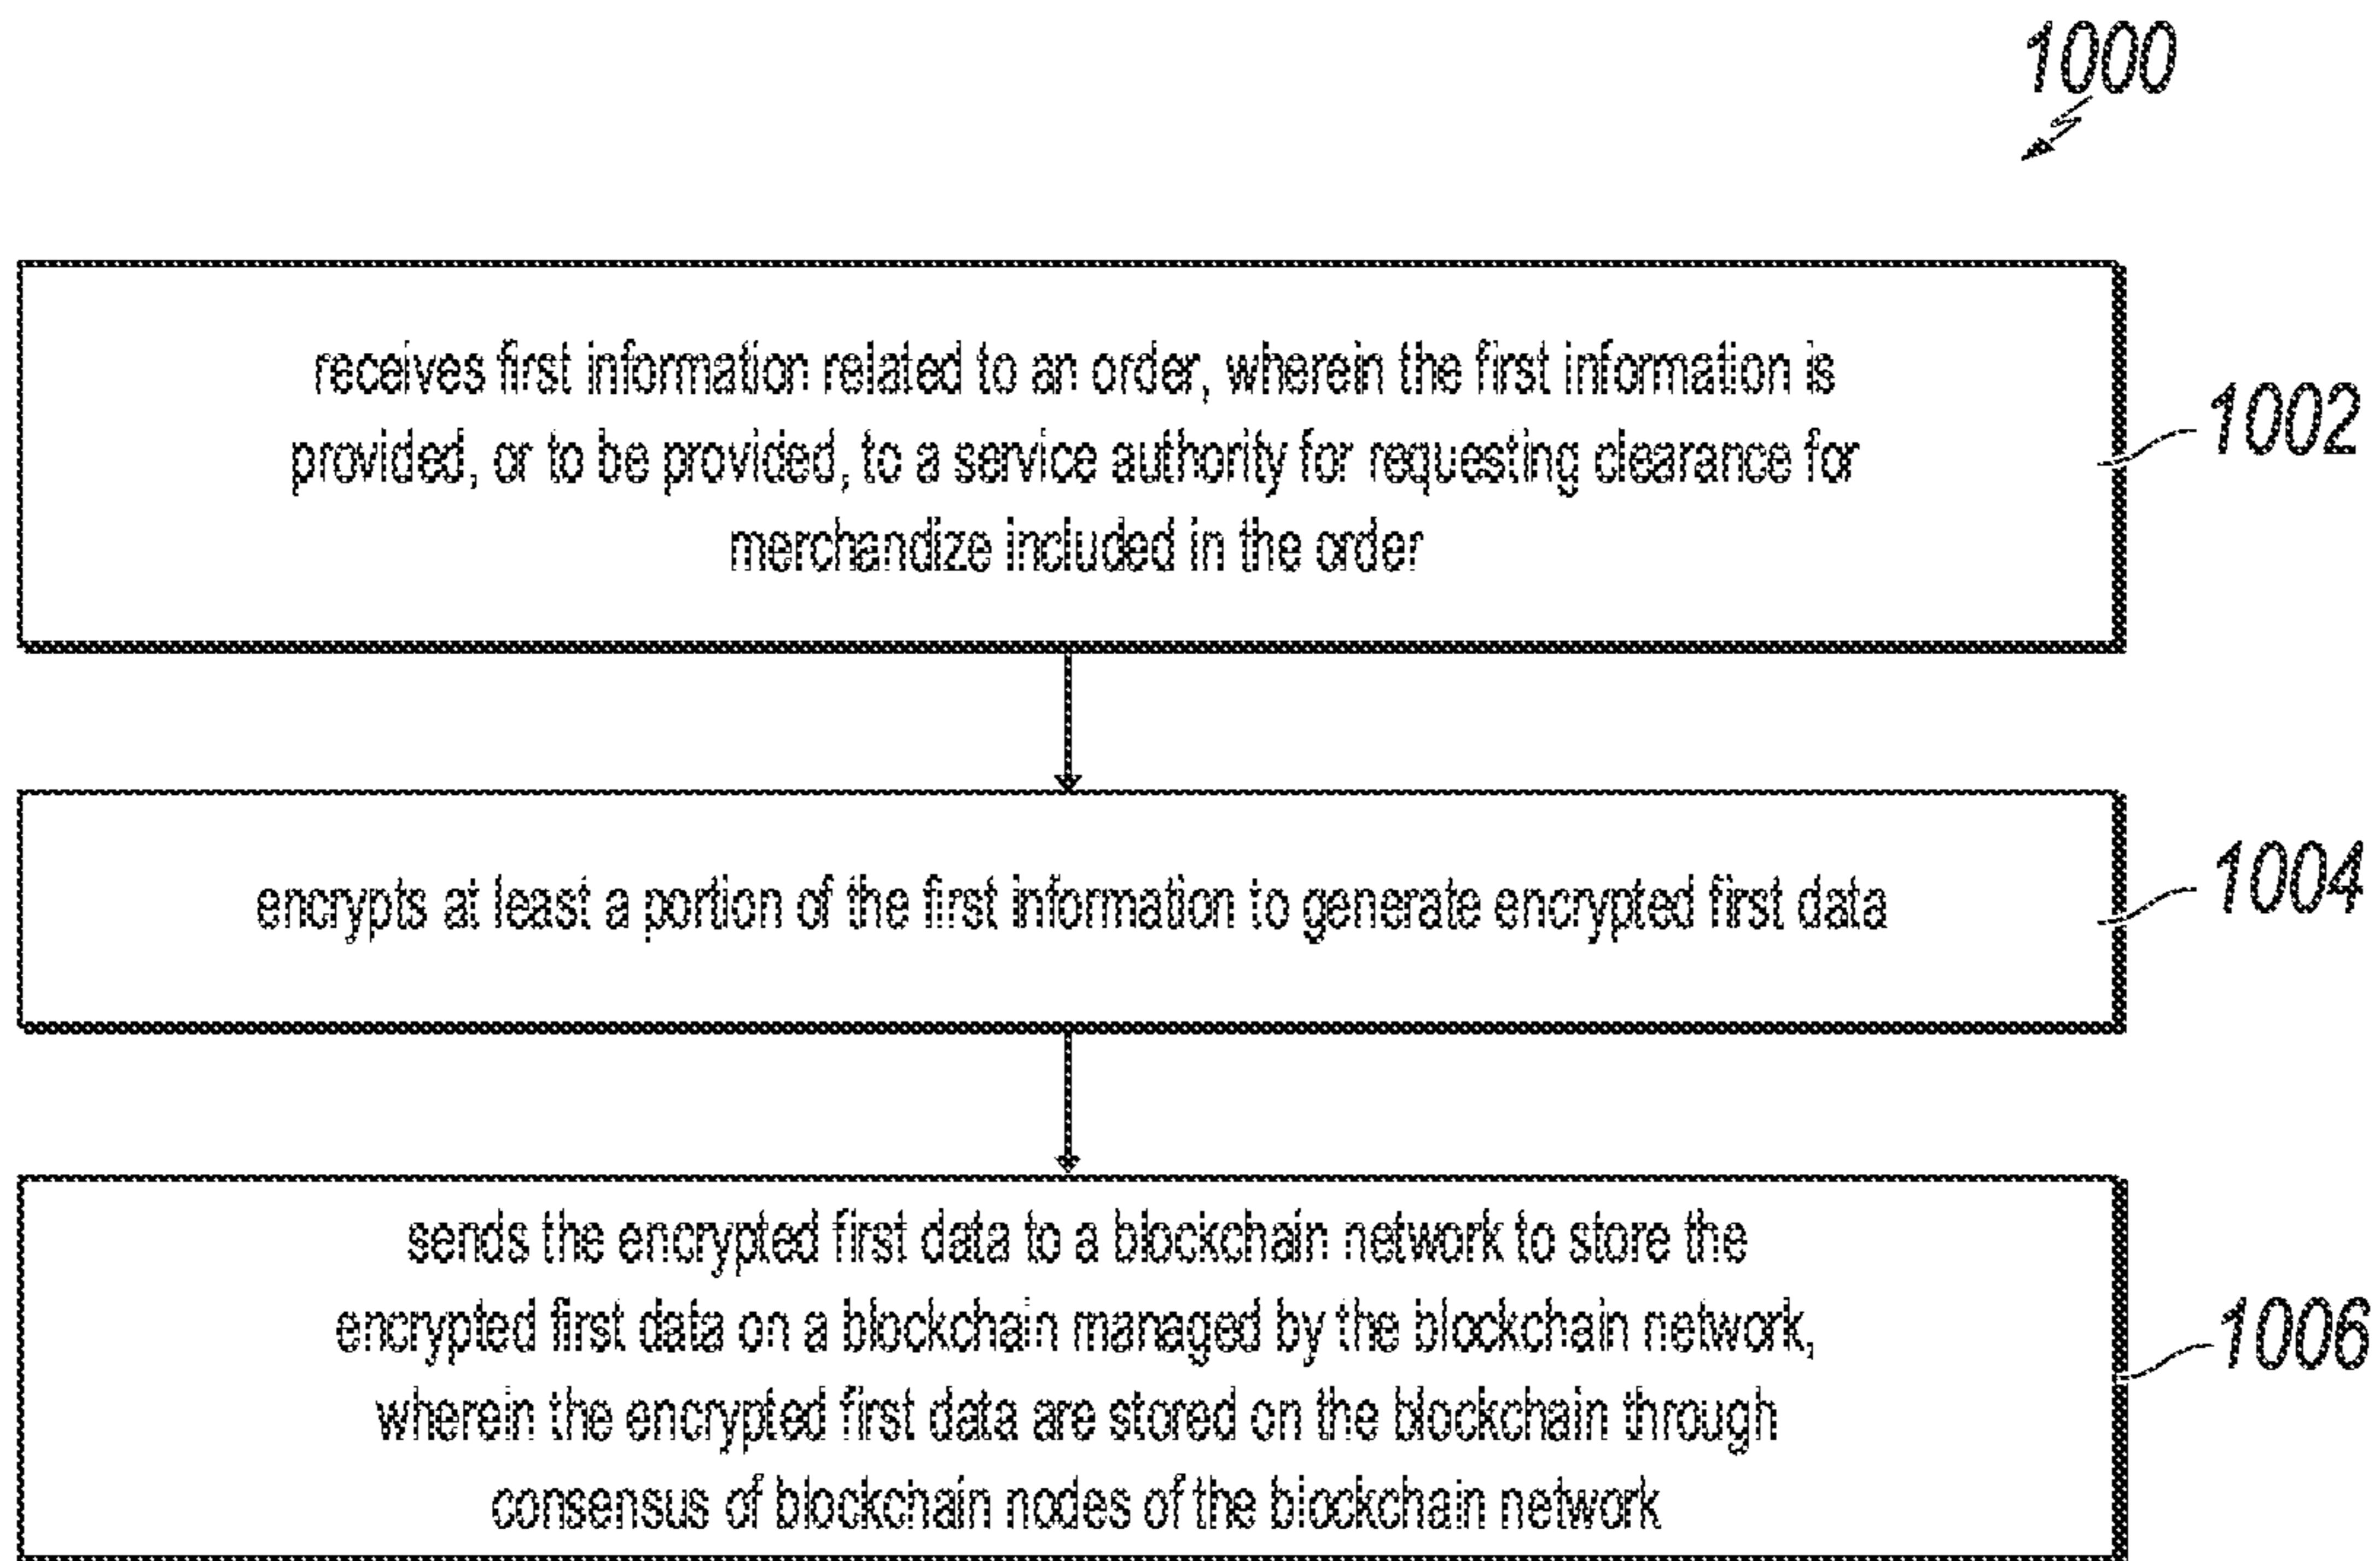 1000
receives first information related to an order, wherein the first information is
provided, or to be provided, to a service authority for requesting clearance for
merchandize included in the order
1002
encrypts at least a portion of the first information to generate encrypted first data
1004
sends the encrypted first data to a blockchain network to store the
encrypted first data on a blockchain managed by the blockchain network,
wherein the encrypted first data are stored on the blockchain through
consensus of blockchain nodes of the blockchain network
1006